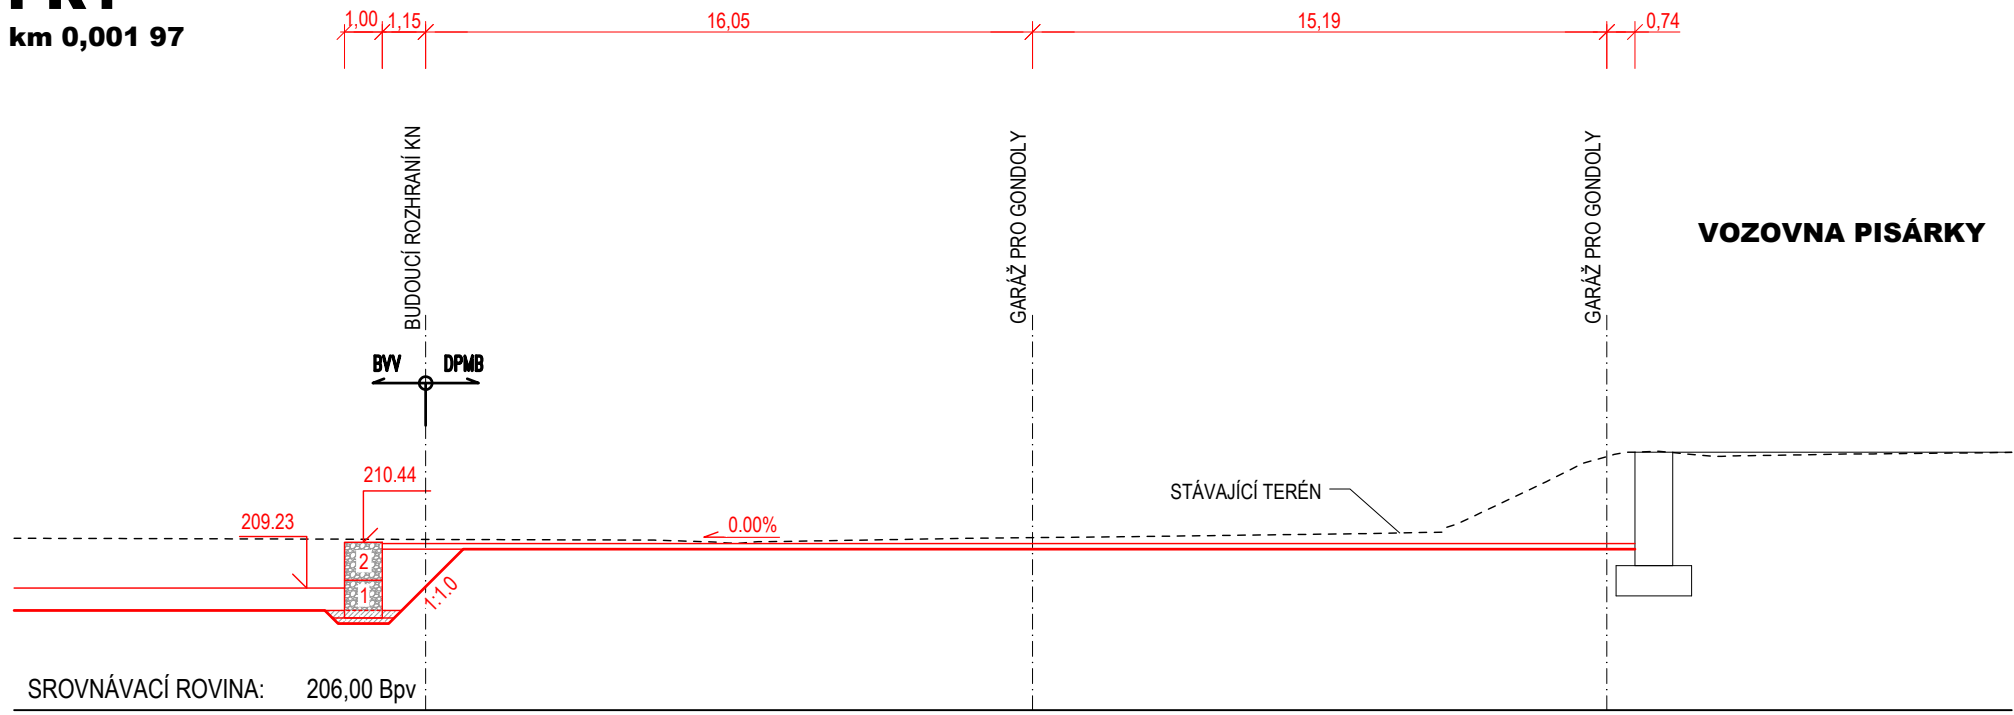 km 0,001 97
1,00 1,15 16,05 15,19 0,74
BUDOUCÍ ROZHRANÍ KN
GARÁŽ PRO GONDOLY
GARÁŽ PRO GONDOLY
VOZOVNA PISÁRKY
BVV DPMB
210.44
STÁVAJÍCÍ TERÉN
209.23
0.00%
2
1
1:1.0
SROVNÁVACÍ ROVINA: 206,00 Bpv